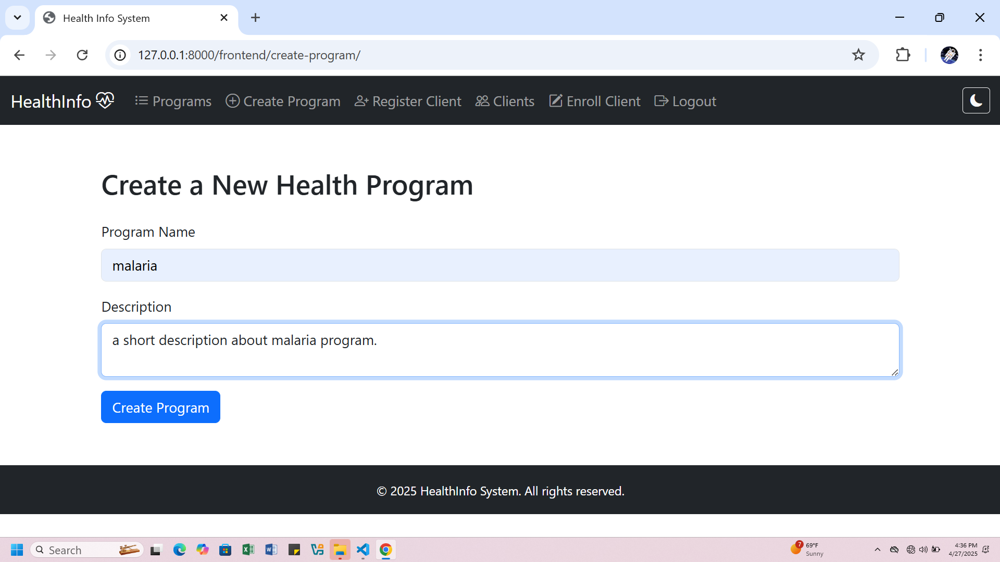 Health Info System
127.0.0.1:8000/frontend/create-program/
HealthInfo Programs Create Program Register Client Clients Enroll Client Logout
Create a New Health Program
Program Name
malaria
Description
a short description about malaria program.
Create Program
© 2025 HealthInfo System. All rights reserved.
Search
7
69°F
Sunny
4:36 PM
4/27/2025